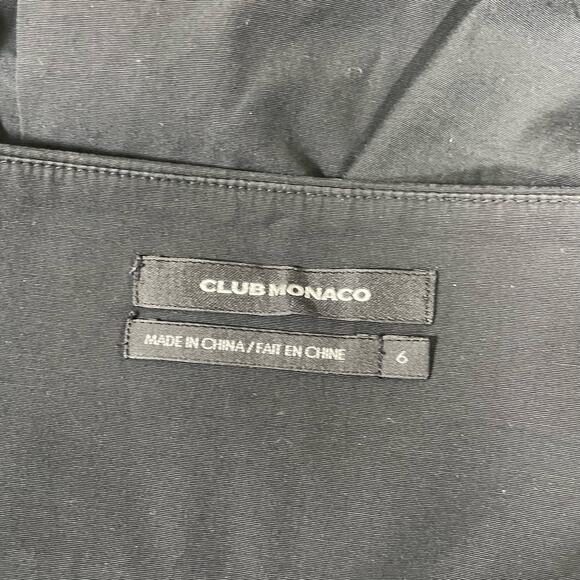 CLUB MONACO
MADE IN CHINA / FAIT EN CHINE 6